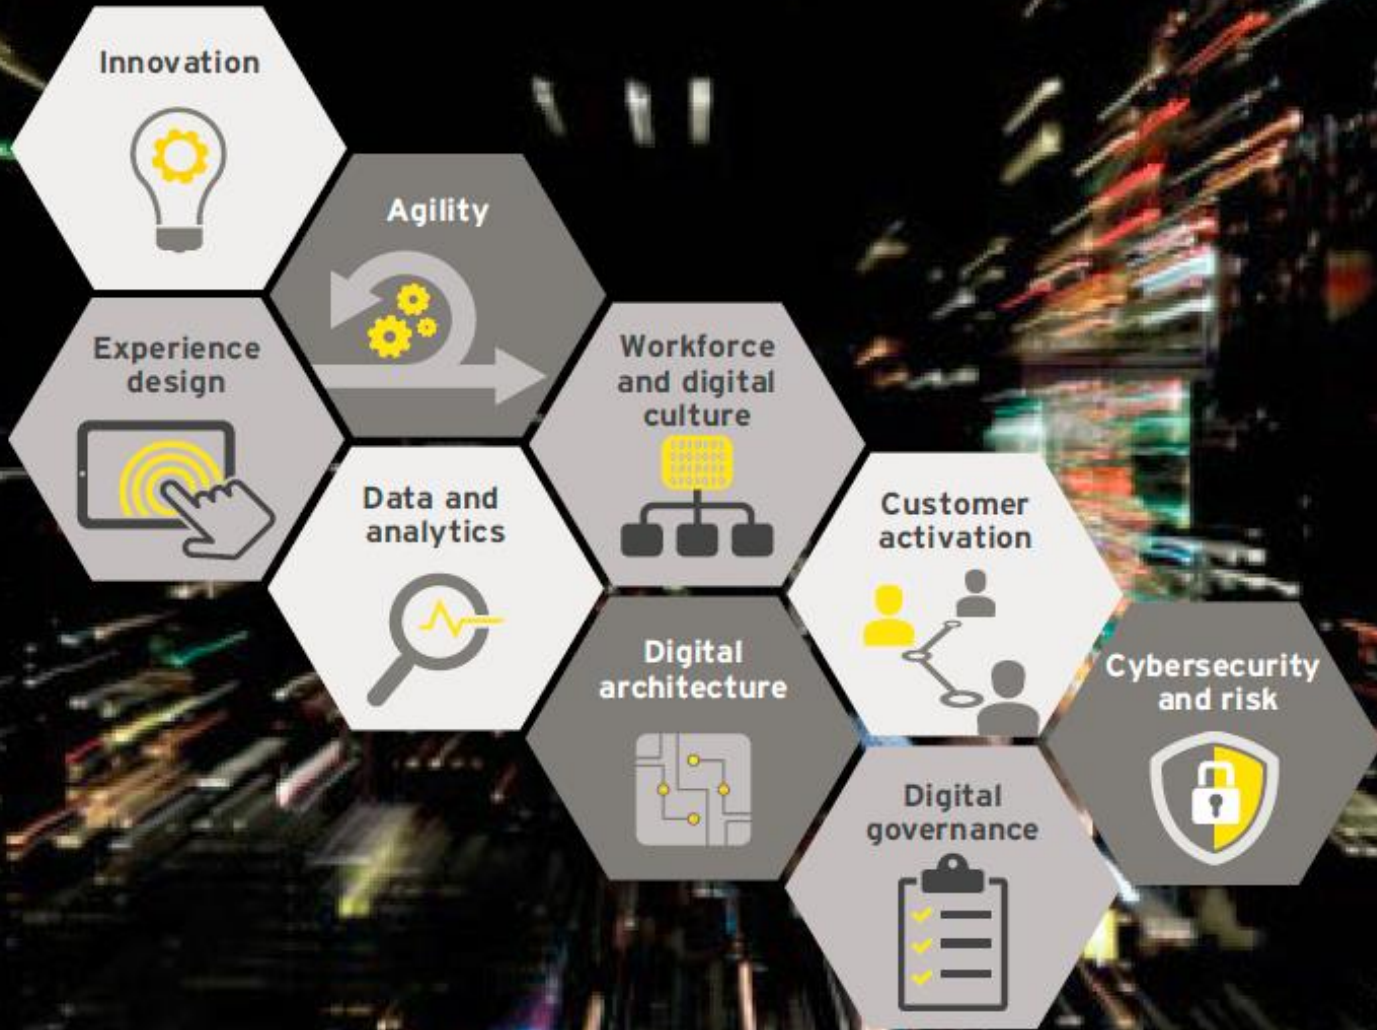 Innovation
Agility
Experience
design
Workforce
and digital
culture
Data and
analytics
Customer
activation
Digital
architecture
Cybersecurity
and risk
Digital
governance